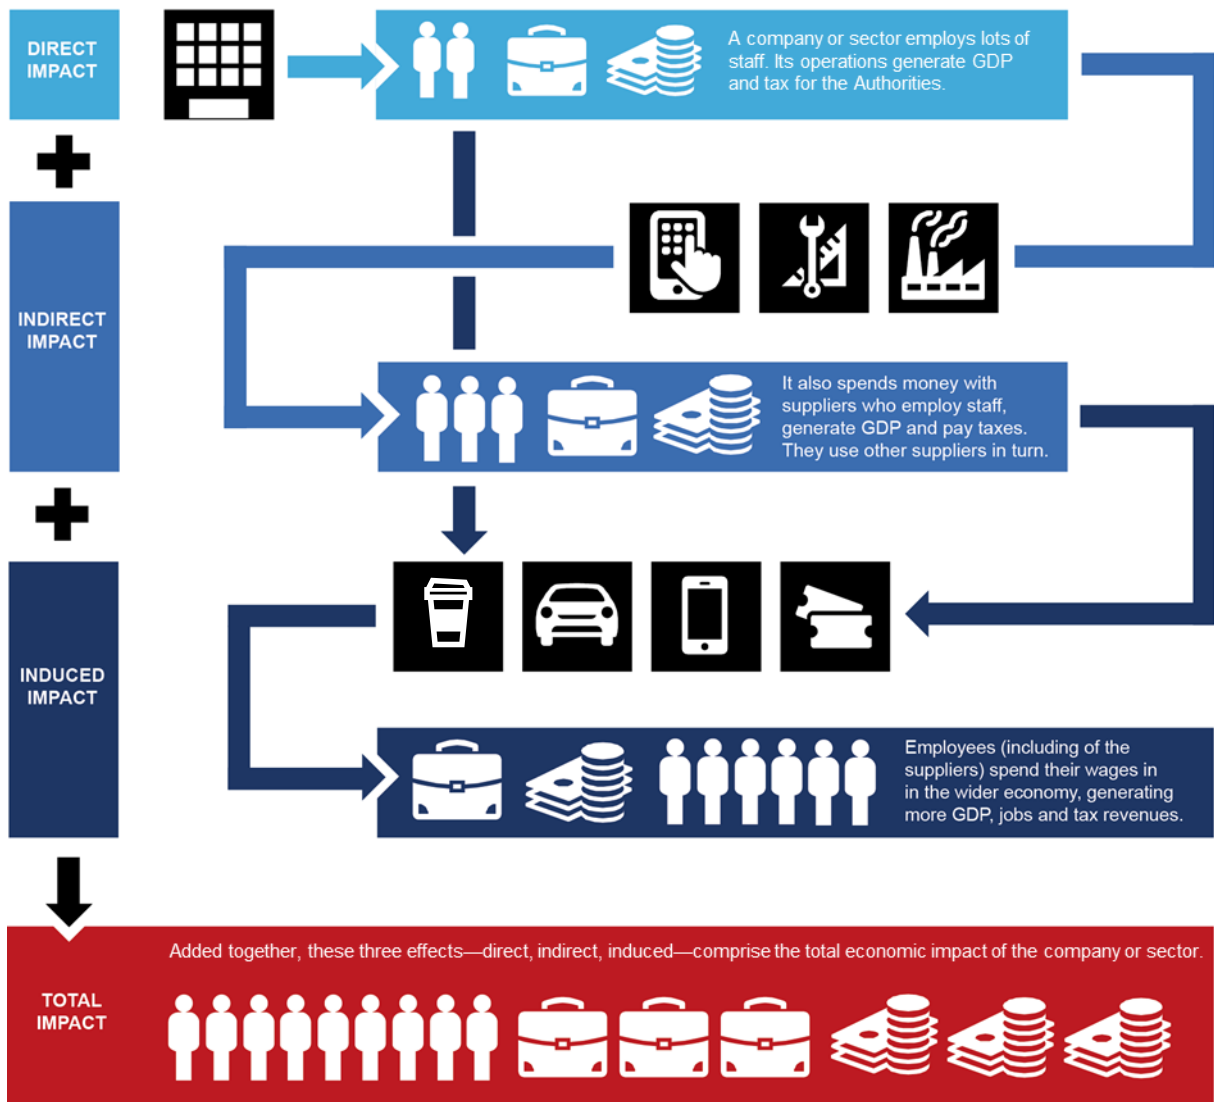 DIRECT
IMPACT
A company or sector employs lots of
staff. Its operations generate GDP
and tax for the Authorities.
INDIRECT
IMPACT
It also spends money with
suppliers who employ staff,
generate GDP and pay taxes.
They use other suppliers in turn.
INDUCED
IMPACT
Employees (including of the
suppliers) spend their wages in
in the wider economy, generating
more GDP, jobs and tax revenues.
Added together, these three effects—direct, indirect, induced—comprise the total economic impact of the company or sector.
TOTAL
IMPACT